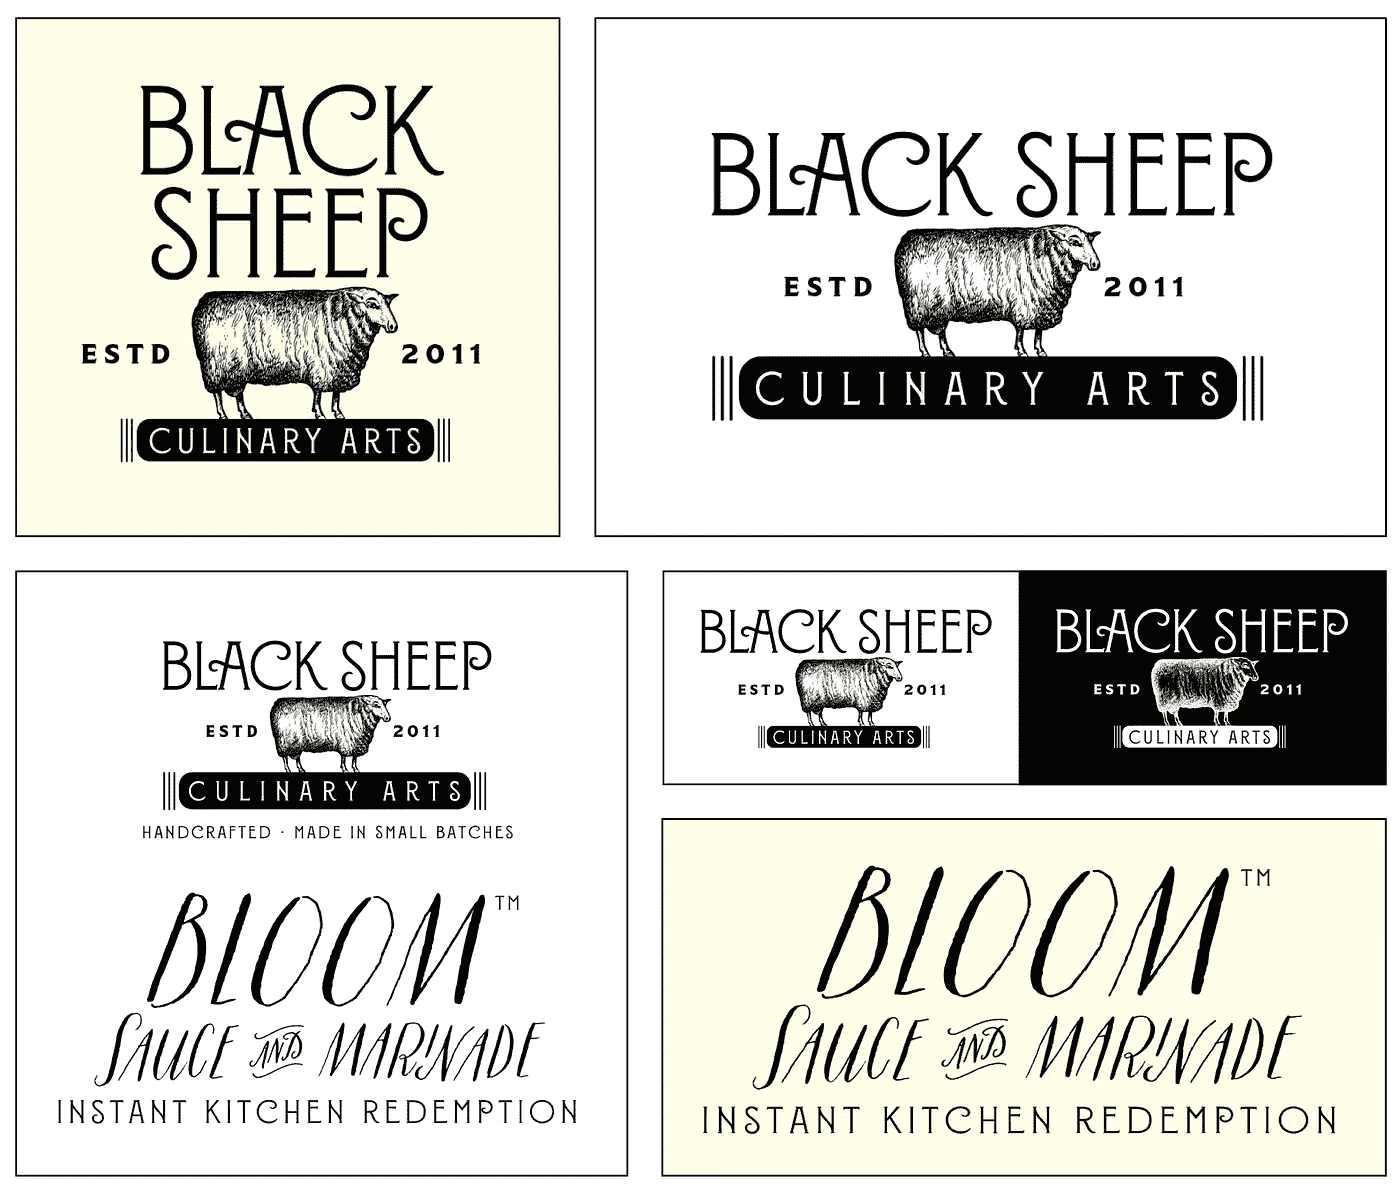 BLACK
SHEEP
ESTD 2011
CULINARY ARTS
BLACK SHEEP
ESTD 2011
CULINARY ARTS
BLACK SHEEP
ESTD 2011
CULINARY ARTS
HANDCRAFTED · MADE IN SMALL BATCHES
BLOOM™
SAUCE AND MARINADE
INSTANT KITCHEN REDEMPTION
BLACK SHEEP
ESTD 2011
CULINARY ARTS
BLACK SHEEP
ESTD 2011
CULINARY ARTS
BLOOM™
SAUCE AND MARINADE
INSTANT KITCHEN REDEMPTION